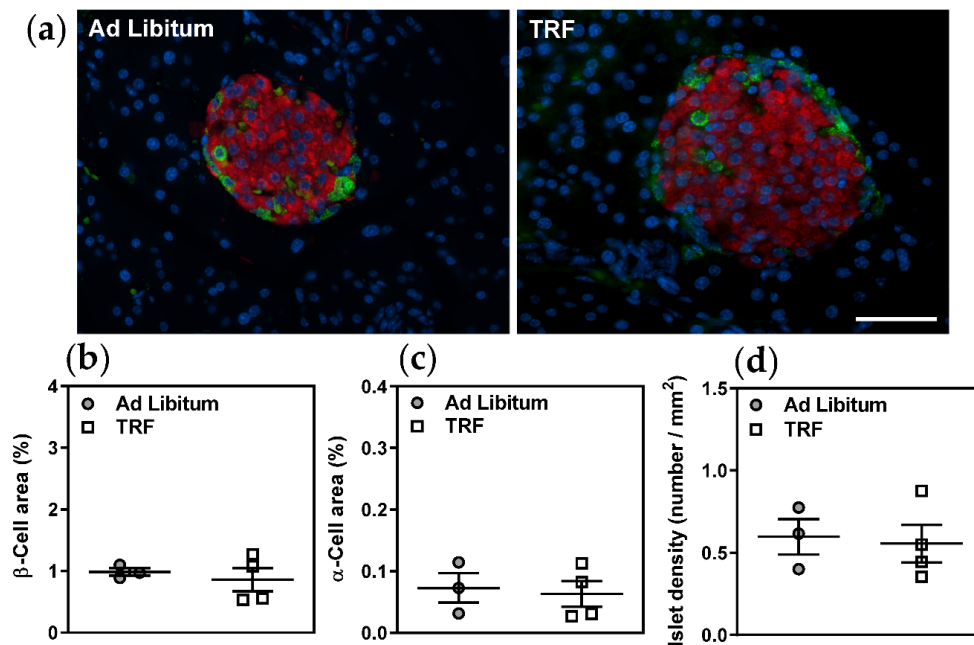 (a)
Ad Libitum
TRF
(b)
β-Cell area (%)
4
3
2
1
0
Ad Libitum
TRF
(c)
α-Cell area (%)
0.4
0.3
0.2
0.1
0.0
Ad Libitum
TRF
(d)
Islet density (number / mm²)
1.5
1.0
0.5
0.0
Ad Libitum
TRF